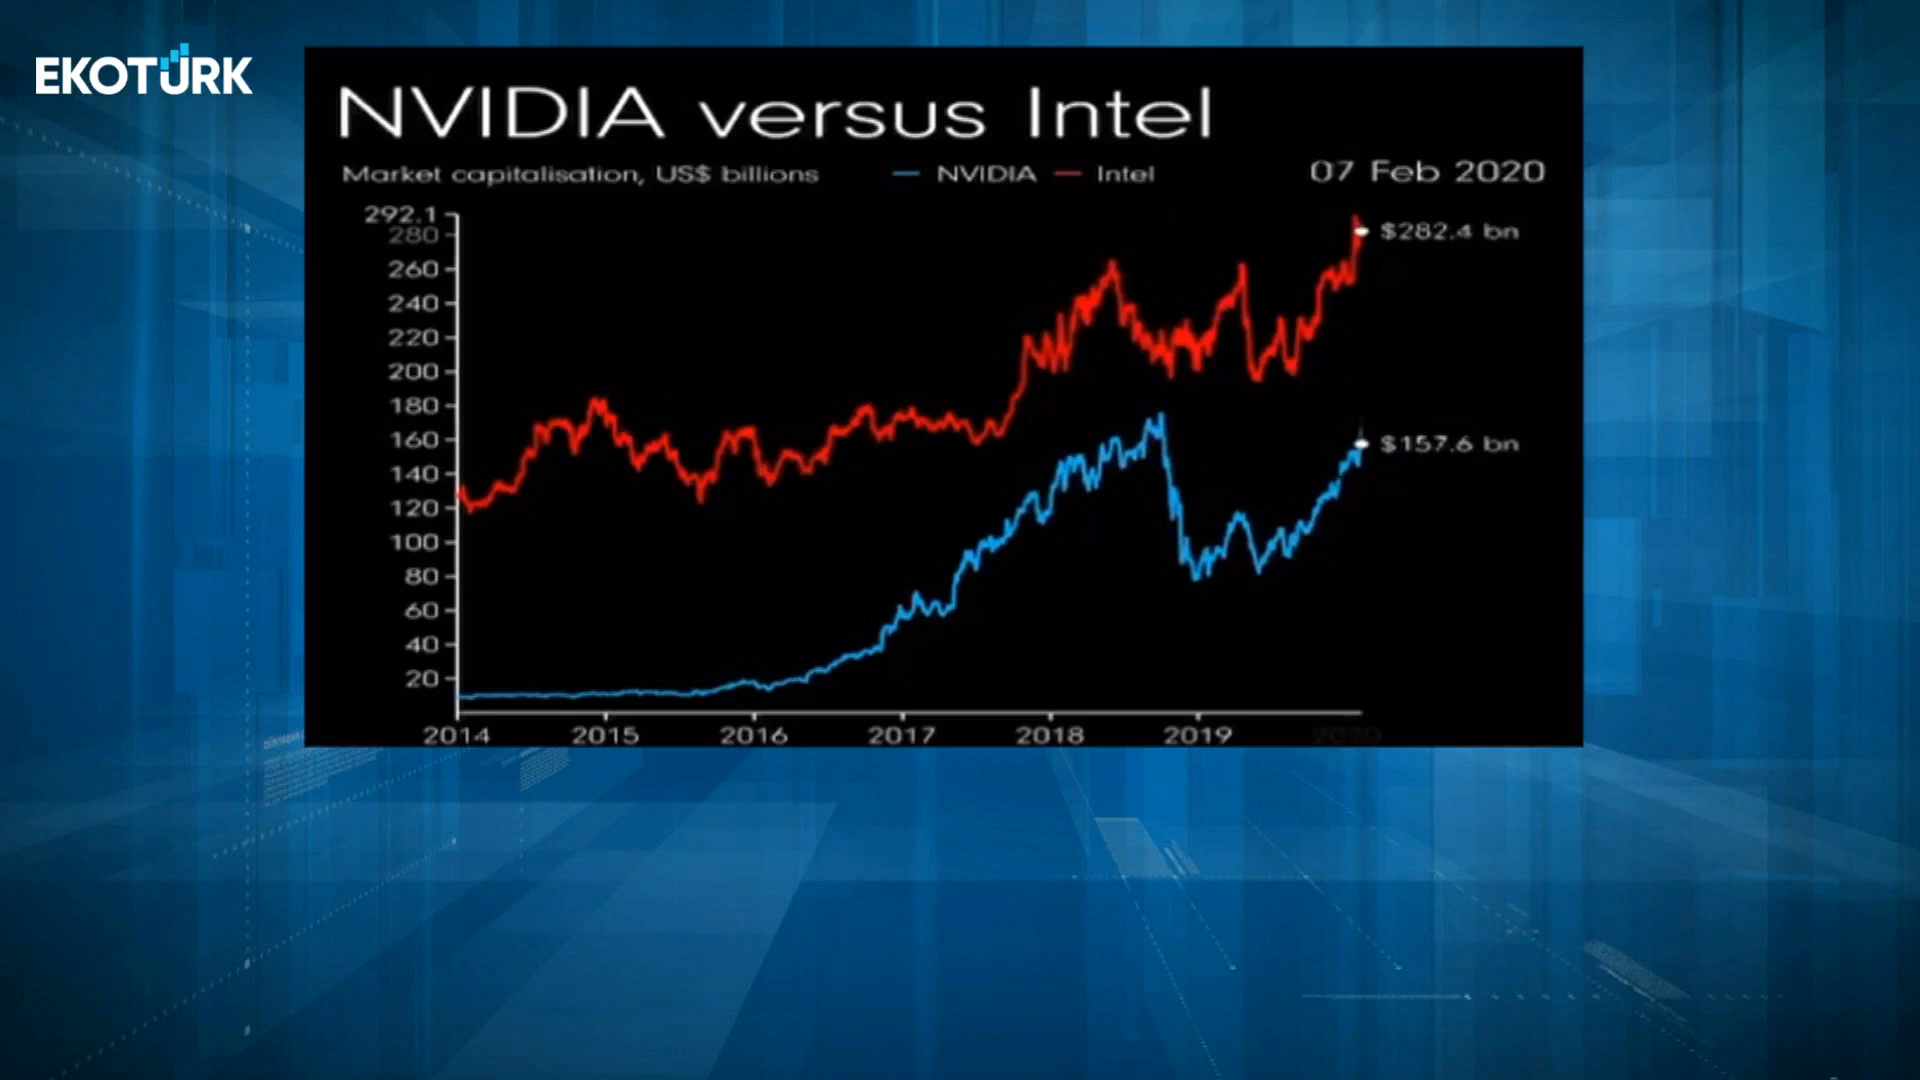 EKOTÜRK
NVIDIA versus Intel
Market capitalisation, US$ billions
NVIDIA
Intel
07 Feb 2020
292.1
280
260
240
220
200
180
160
140
120
100
80
60
40
20
$282.4 bn
$157.6 bn
2014 2015 2016 2017 2018 2019 2020